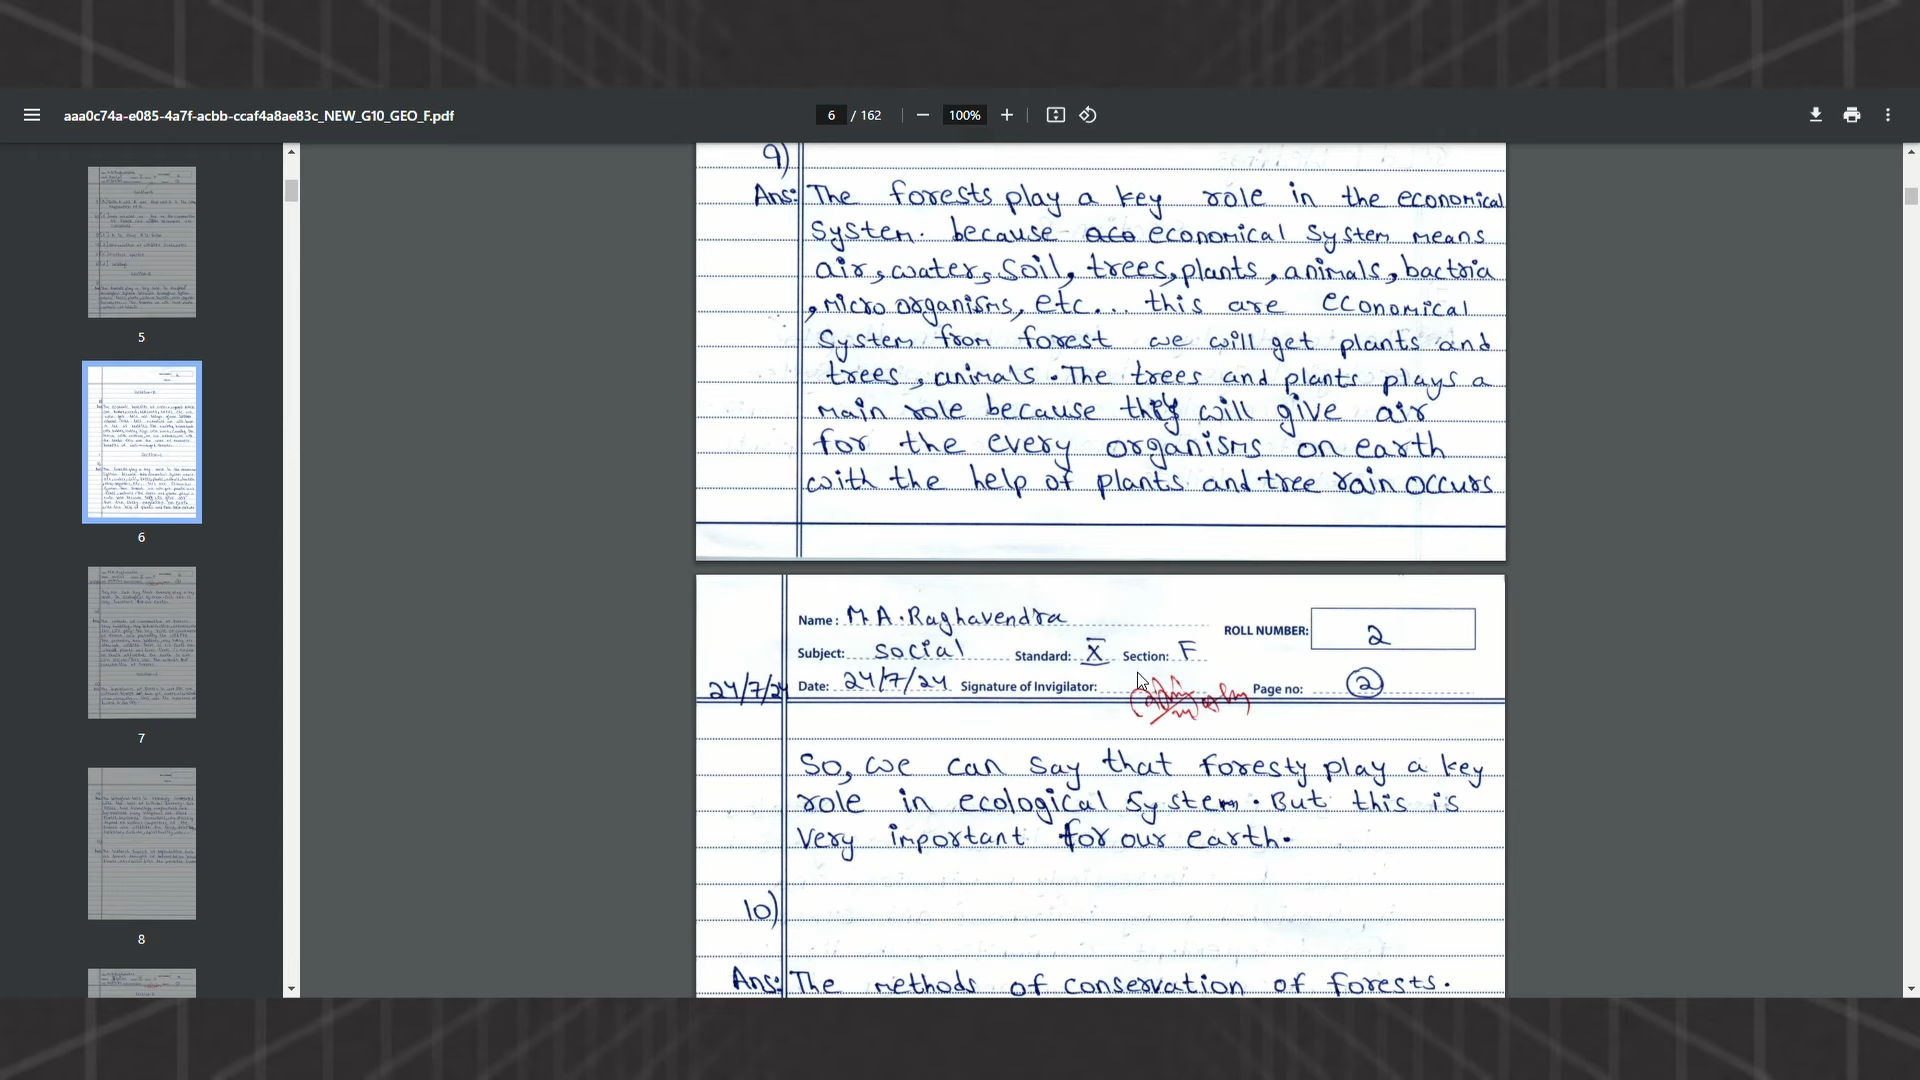 aaa0c74a-e085-4a7f-acbb-ccaf4a8ae83c_NEW_G10_GEO_F.pdf
6 / 162
100%
5
6
7
8
9)
Ans: The forests play a key role in the economical
System. because economical system means
air, water, soil, trees, plants, animals, bactria
, Micro organisms, etc... this are economical
System from forest we will get plants and
trees, animals. The trees and plants plays a
main role because they will give air
for the every organisms on earth
with the help of plants and tree rain occurs
Name: M A. Raghavendra
ROLL NUMBER: 2
Subject: social Standard: X Section: F
24/7/24 Date: 24/7/24 Signature of Invigilator: Page no: 2
So, we can say that foresty play a key
role in ecological System. But this is
very important for our earth.
10)
Ans: The methods of conservation of forests.